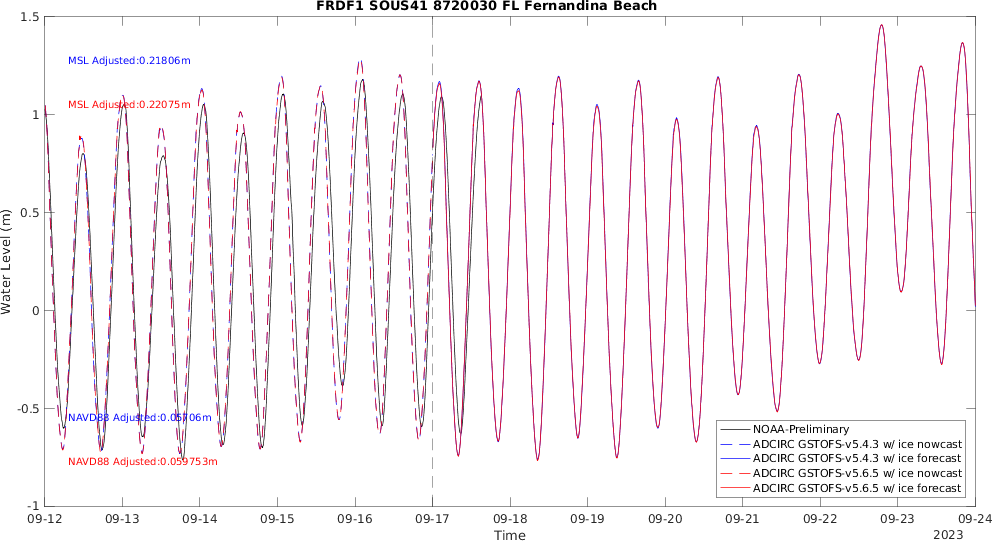 FRDF1 SOUS41 8720030 FL Fernandina Beach
1.5
MSL Adjusted:0.21806m
MSL Adjusted:0.22075m
1
0.5
Water Level (m)
0
-0.5
NAVD88 Adjusted:0.05706m
NAVD88 Adjusted:0.059753m
NOAA-Preliminary
ADCIRC GSTOFS-v5.4.3 w/ ice nowcast
ADCIRC GSTOFS-v5.4.3 w/ ice forecast
ADCIRC GSTOFS-v5.6.5 w/ ice nowcast
ADCIRC GSTOFS-v5.6.5 w/ ice forecast
-1
09-12 09-13 09-14 09-15 09-16 09-17 09-18 09-19 09-20 09-21 09-22 09-23 09-24
Time
2023